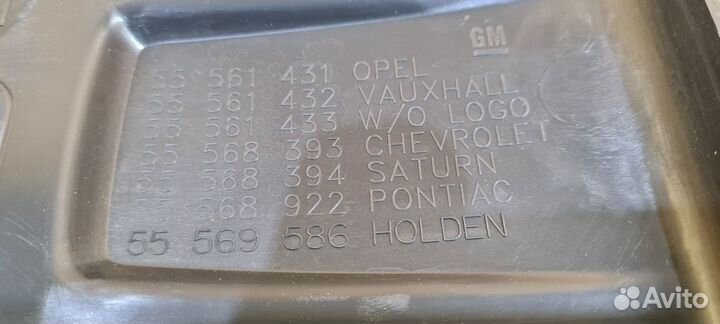 GM
55 561 431 OPEL
55 561 432 VAUXHALL
55 561 433 W/O LOGO
55 568 393 CHEVROLET
55 568 394 SATURN
55 568 922 PONTIAC
55 569 586 HOLDEN
Avito